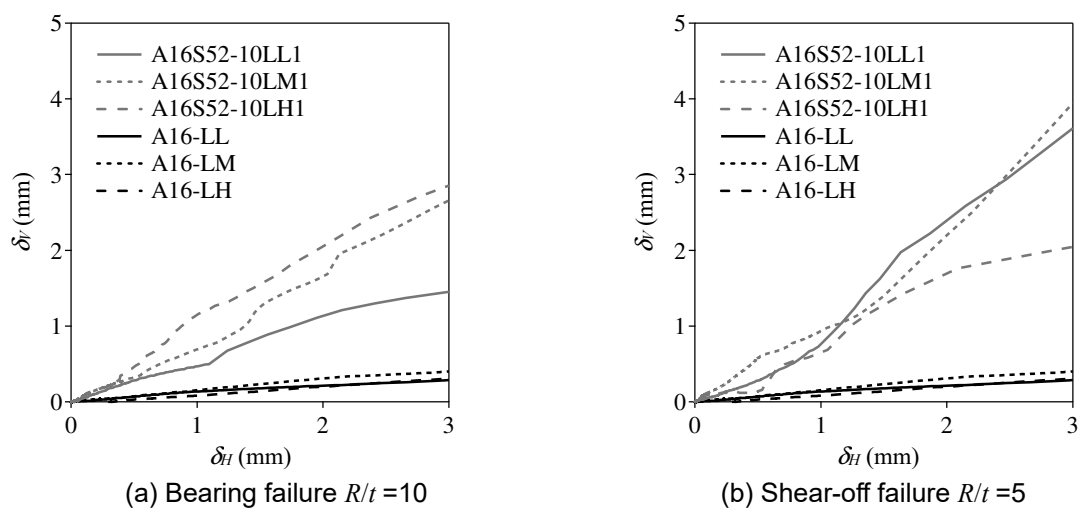 5
4
3
2
1
0
0
1
2
3
δV (mm)
δH (mm)
A16S52-10LL1
A16S52-10LM1
A16S52-10LH1
A16-LL
A16-LM
A16-LH
(a) Bearing failure R/t =10
5
4
3
2
1
0
0
1
2
3
δV (mm)
δH (mm)
A16S52-10LL1
A16S52-10LM1
A16S52-10LH1
A16-LL
A16-LM
A16-LH
(b) Shear-off failure R/t =5